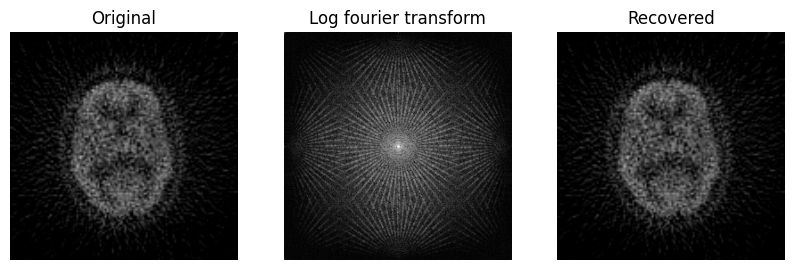 Original
Log fourier transform
Recovered